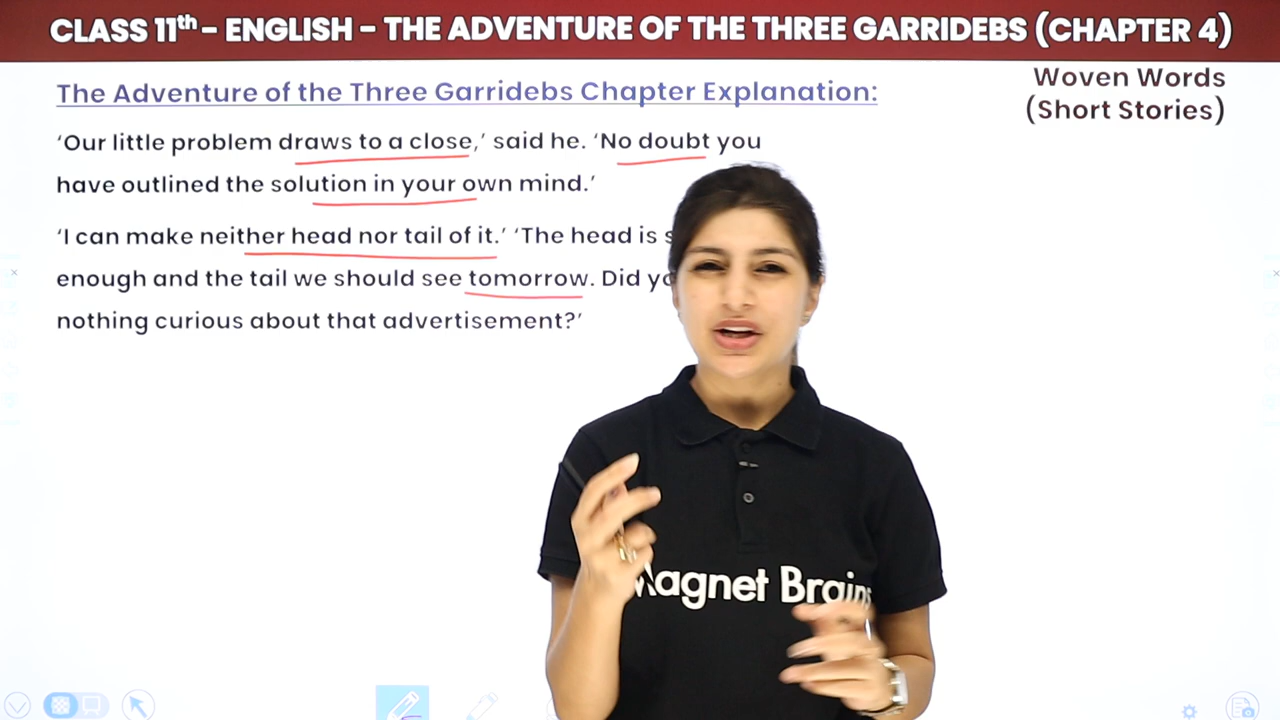 CLASS 11th - ENGLISH - THE ADVENTURE OF THE THREE GARRIDEBS (CHAPTER 4)
The Adventure of the Three Garridebs Chapter Explanation:
Woven Words
(Short Stories)
‘Our little problem draws to a close,’ said he. ‘No doubt you
have outlined the solution in your own mind.’
‘I can make neither head nor tail of it.’ ‘The head is
enough and the tail we should see tomorrow. Did
nothing curious about that advertisement?’
Magnet Brains